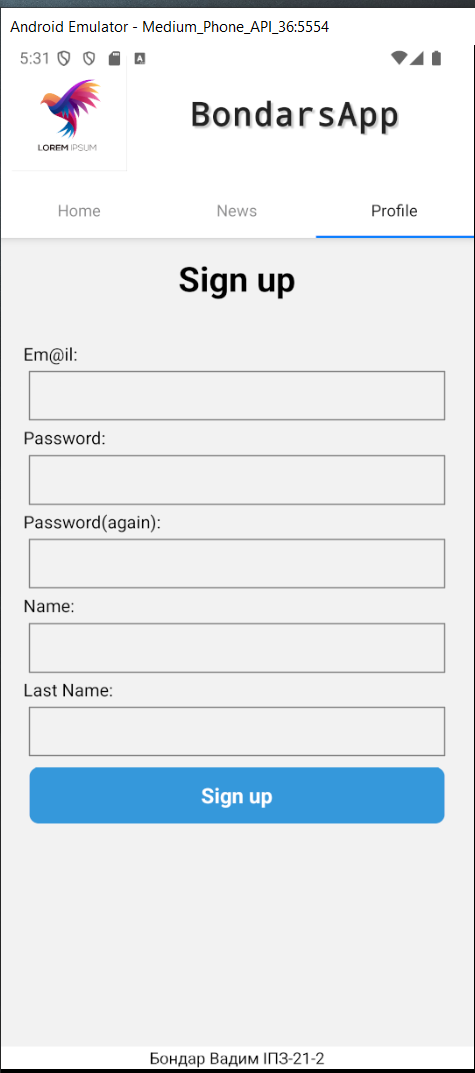 Android Emulator - Medium_Phone_API_36:5554
5:31
A
LOREM IPSUM
BondarsApp
Home News Profile
Sign up
Em@il:
Password:
Password(again):
Name:
Last Name:
Sign up
Бондар Вадим ІПЗ-21-2